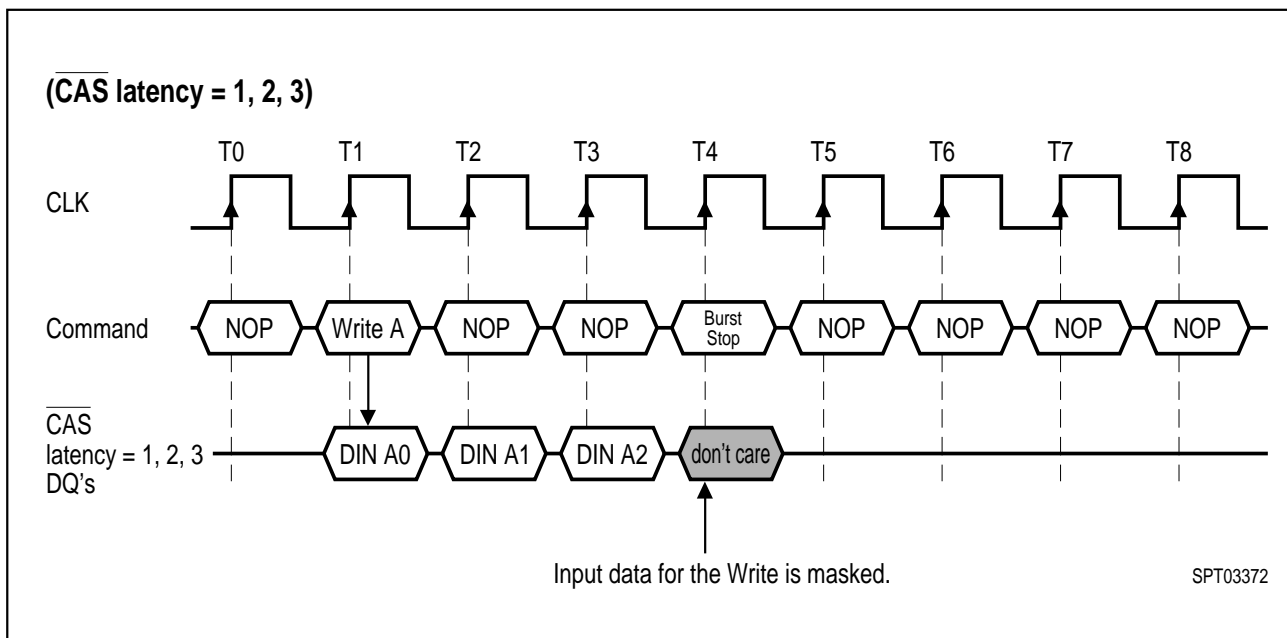 (CAS latency = 1, 2, 3)
T0 T1 T2 T3 T4 T5 T6 T7 T8
CLK
Command NOP Write A NOP NOP Burst Stop NOP NOP NOP NOP
CAS
latency = 1, 2, 3
DQ's
DIN A0 DIN A1 DIN A2 don't care
Input data for the Write is masked.
SPT03372